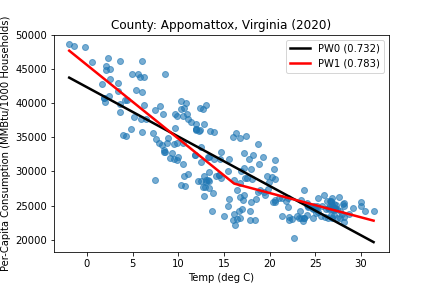 County: Appomattox, Virginia (2020)
Per-Capita Consumption (MMBtu/1000 Households)
50000
45000
40000
35000
30000
25000
20000
PW0 (0.732)
PW1 (0.783)
0 5 10 15 20 25 30
Temp (deg C)